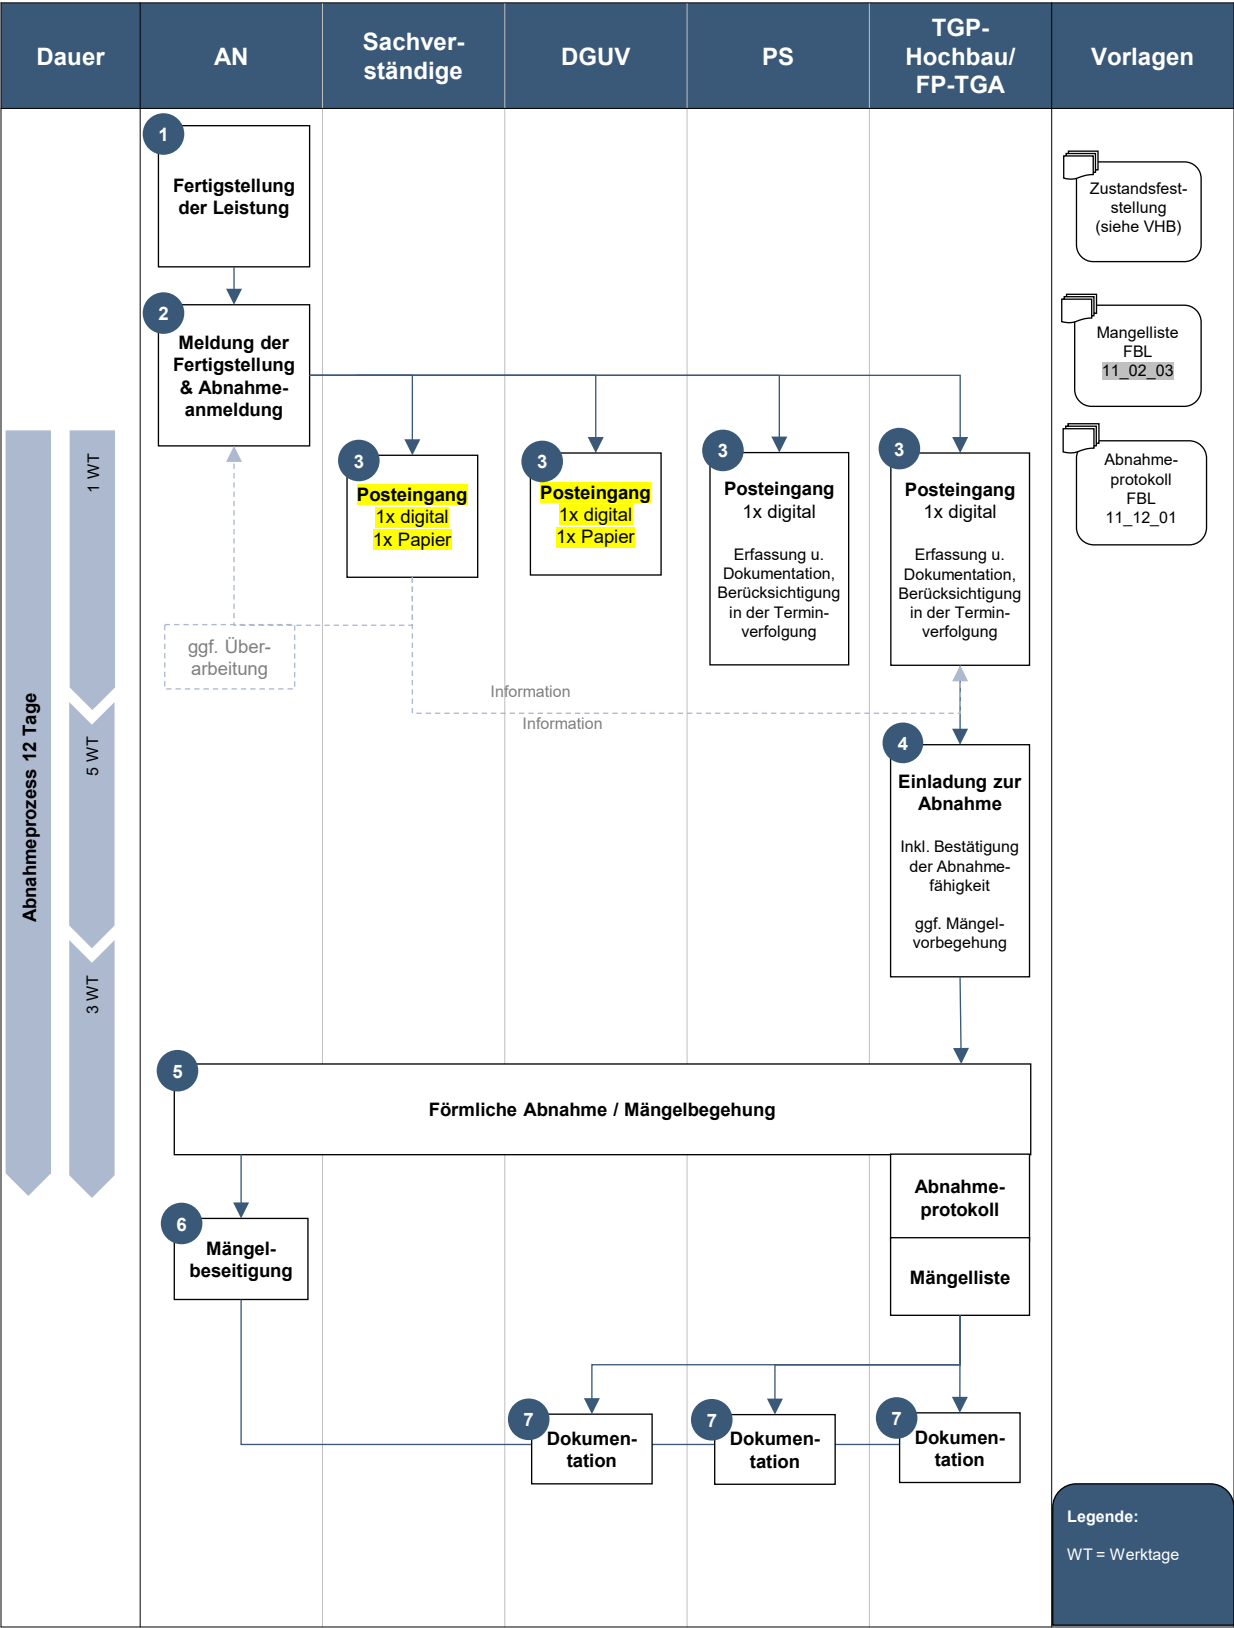 Dauer
AN
Sachver-
ständige
DGUV
PS
TGP-
Hochbau/
FP-TGA
Vorlagen
1
Fertigstellung
der Leistung
Zustandsfest-
stellung
(siehe VHB)
2
Meldung der
Fertigstellung
& Abnahme-
anmeldung
Mangelliste
FBL
11_02_03
Abnahmeprozess 12 Tage
1 WT
5 WT
3 WT
3
Posteingang
1x digital
1x Papier
3
Posteingang
1x digital
1x Papier
3
Posteingang
1x digital
Erfassung u.
Dokumentation,
Berücksichtigung
in der Termin-
verfolgung
3
Posteingang
1x digital
Erfassung u.
Dokumentation,
Berücksichtigung
in der Termin-
verfolgung
Abnahme-
protokoll
FBL
11_12_01
ggf. Über-
arbeitung
Information
Information
4
Einladung zur
Abnahme
Inkl. Bestätigung
der Abnahme-
fähigkeit
ggf. Mängel-
vorbegehung
5
Förmliche Abnahme / Mängelbegehung
Abnahme-
protokoll
6
Mängel-
beseitigung
Mängelliste
7
Dokumen-
tation
7
Dokumen-
tation
7
Dokumen-
tation
Legende:
WT = Werktage